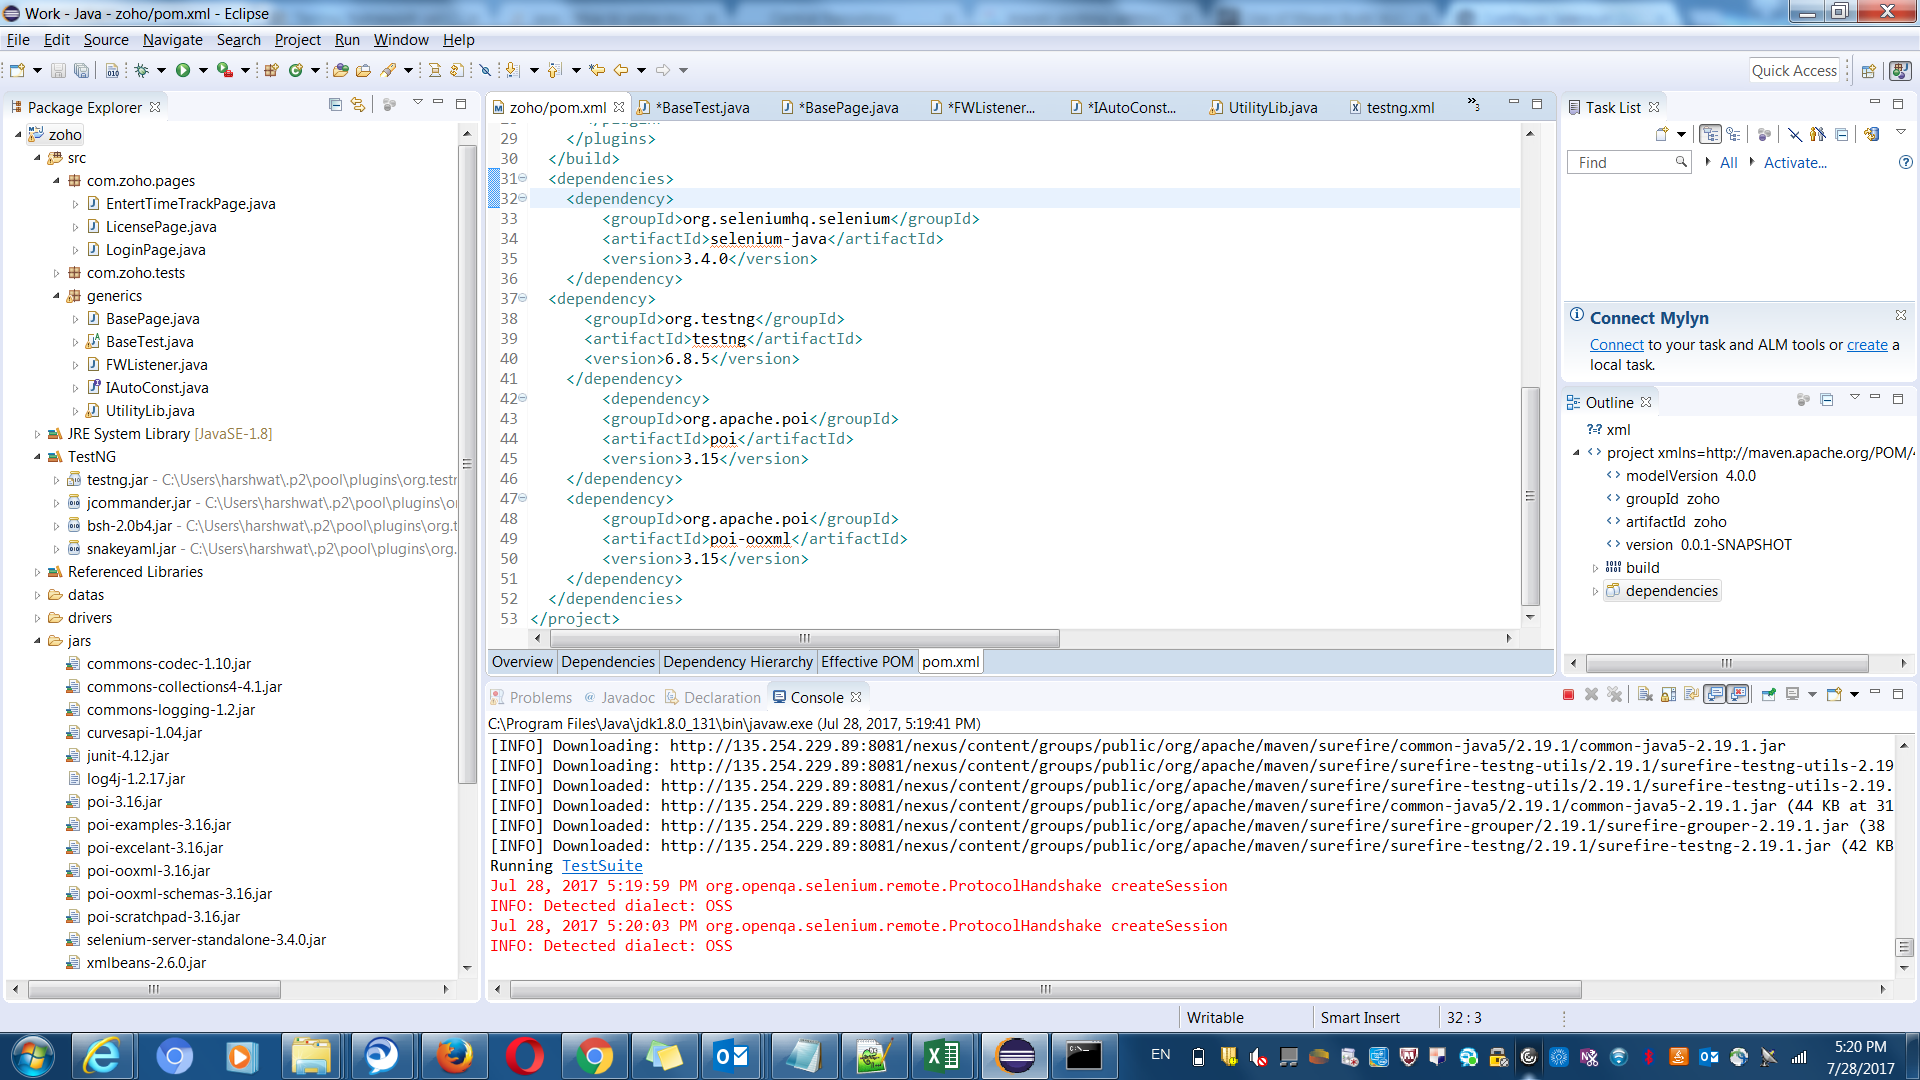 Work - Java - zoho/pom.xml - Eclipse
File Edit Source Navigate Search Project Run Window Help
Quick Access
Package Explorer
zoho
src
com.zoho.pages
EntertTimeTrackPage.java
LicensePage.java
LoginPage.java
com.zoho.tests
generics
BasePage.java
BaseTest.java
FWListener.java
IAutoConst.java
UtilityLib.java
JRE System Library [JavaSE-1.8]
TestNG
testng.jar - C:\Users\harshwat\.p2\pool\plugins\org.testr
jcommander.jar - C:\Users\harshwat\.p2\pool\plugins\o
bsh-2.0b4.jar - C:\Users\harshwat\.p2\pool\plugins\org.t
snakeyaml.jar - C:\Users\harshwat\.p2\pool\plugins\org.
Referenced Libraries
datas
drivers
jars
commons-codec-1.10.jar
commons-collections4-4.1.jar
commons-logging-1.2.jar
curvesapi-1.04.jar
junit-4.12.jar
log4j-1.2.17.jar
poi-3.16.jar
poi-examples-3.16.jar
poi-excelant-3.16.jar
poi-ooxml-3.16.jar
poi-ooxml-schemas-3.16.jar
poi-scratchpad-3.16.jar
selenium-server-standalone-3.4.0.jar
xmlbeans-2.6.0.jar
zoho/pom.xml *BaseTest.java *BasePage.java *FWListener... *IAutoConst... UtilityLib.java testng.xml »3
29 </plugins>
30 </build>
31 <dependencies>
32 <dependency>
33 <groupId>org.seleniumhq.selenium</groupId>
34 <artifactId>selenium-java</artifactId>
35 <version>3.4.0</version>
36 </dependency>
37 <dependency>
38 <groupId>org.testng</groupId>
39 <artifactId>testng</artifactId>
40 <version>6.8.5</version>
41 </dependency>
42 <dependency>
43 <groupId>org.apache.poi</groupId>
44 <artifactId>poi</artifactId>
45 <version>3.15</version>
46 </dependency>
47 <dependency>
48 <groupId>org.apache.poi</groupId>
49 <artifactId>poi-ooxml</artifactId>
50 <version>3.15</version>
51 </dependency>
52 </dependencies>
53 </project>
Overview Dependencies Dependency Hierarchy Effective POM pom.xml
Problems @ Javadoc Declaration Console
C:\Program Files\Java\jdk1.8.0_131\bin\javaw.exe (Jul 28, 2017, 5:19:41 PM)
[INFO] Downloading: http://135.254.229.89:8081/nexus/content/groups/public/org/apache/maven/surefire/common-java5/2.19.1/common-java5-2.19.1.jar
[INFO] Downloading: http://135.254.229.89:8081/nexus/content/groups/public/org/apache/maven/surefire/surefire-testng-utils/2.19.1/surefire-testng-utils-2.19
[INFO] Downloaded: http://135.254.229.89:8081/nexus/content/groups/public/org/apache/maven/surefire/surefire-testng-utils/2.19.1/surefire-testng-utils-2.19.
[INFO] Downloaded: http://135.254.229.89:8081/nexus/content/groups/public/org/apache/maven/surefire/common-java5/2.19.1/common-java5-2.19.1.jar (44 KB at 31
[INFO] Downloaded: http://135.254.229.89:8081/nexus/content/groups/public/org/apache/maven/surefire/surefire-grouper/2.19.1/surefire-grouper-2.19.1.jar (38
[INFO] Downloaded: http://135.254.229.89:8081/nexus/content/groups/public/org/apache/maven/surefire/surefire-testng/2.19.1/surefire-testng-2.19.1.jar (42 KB
Running TestSuite
Jul 28, 2017 5:19:59 PM org.openqa.selenium.remote.ProtocolHandshake createSession
INFO: Detected dialect: OSS
Jul 28, 2017 5:20:03 PM org.openqa.selenium.remote.ProtocolHandshake createSession
INFO: Detected dialect: OSS
Task List
Find All Activate...
Connect Mylyn
Connect to your task and ALM tools or create a
local task.
Outline
?=? xml
project xmlns=http://maven.apache.org/POM/4
modelVersion 4.0.0
groupId zoho
artifactId zoho
version 0.0.1-SNAPSHOT
build
dependencies
Writable Smart Insert 32 : 3
EN
5:20 PM
7/28/2017